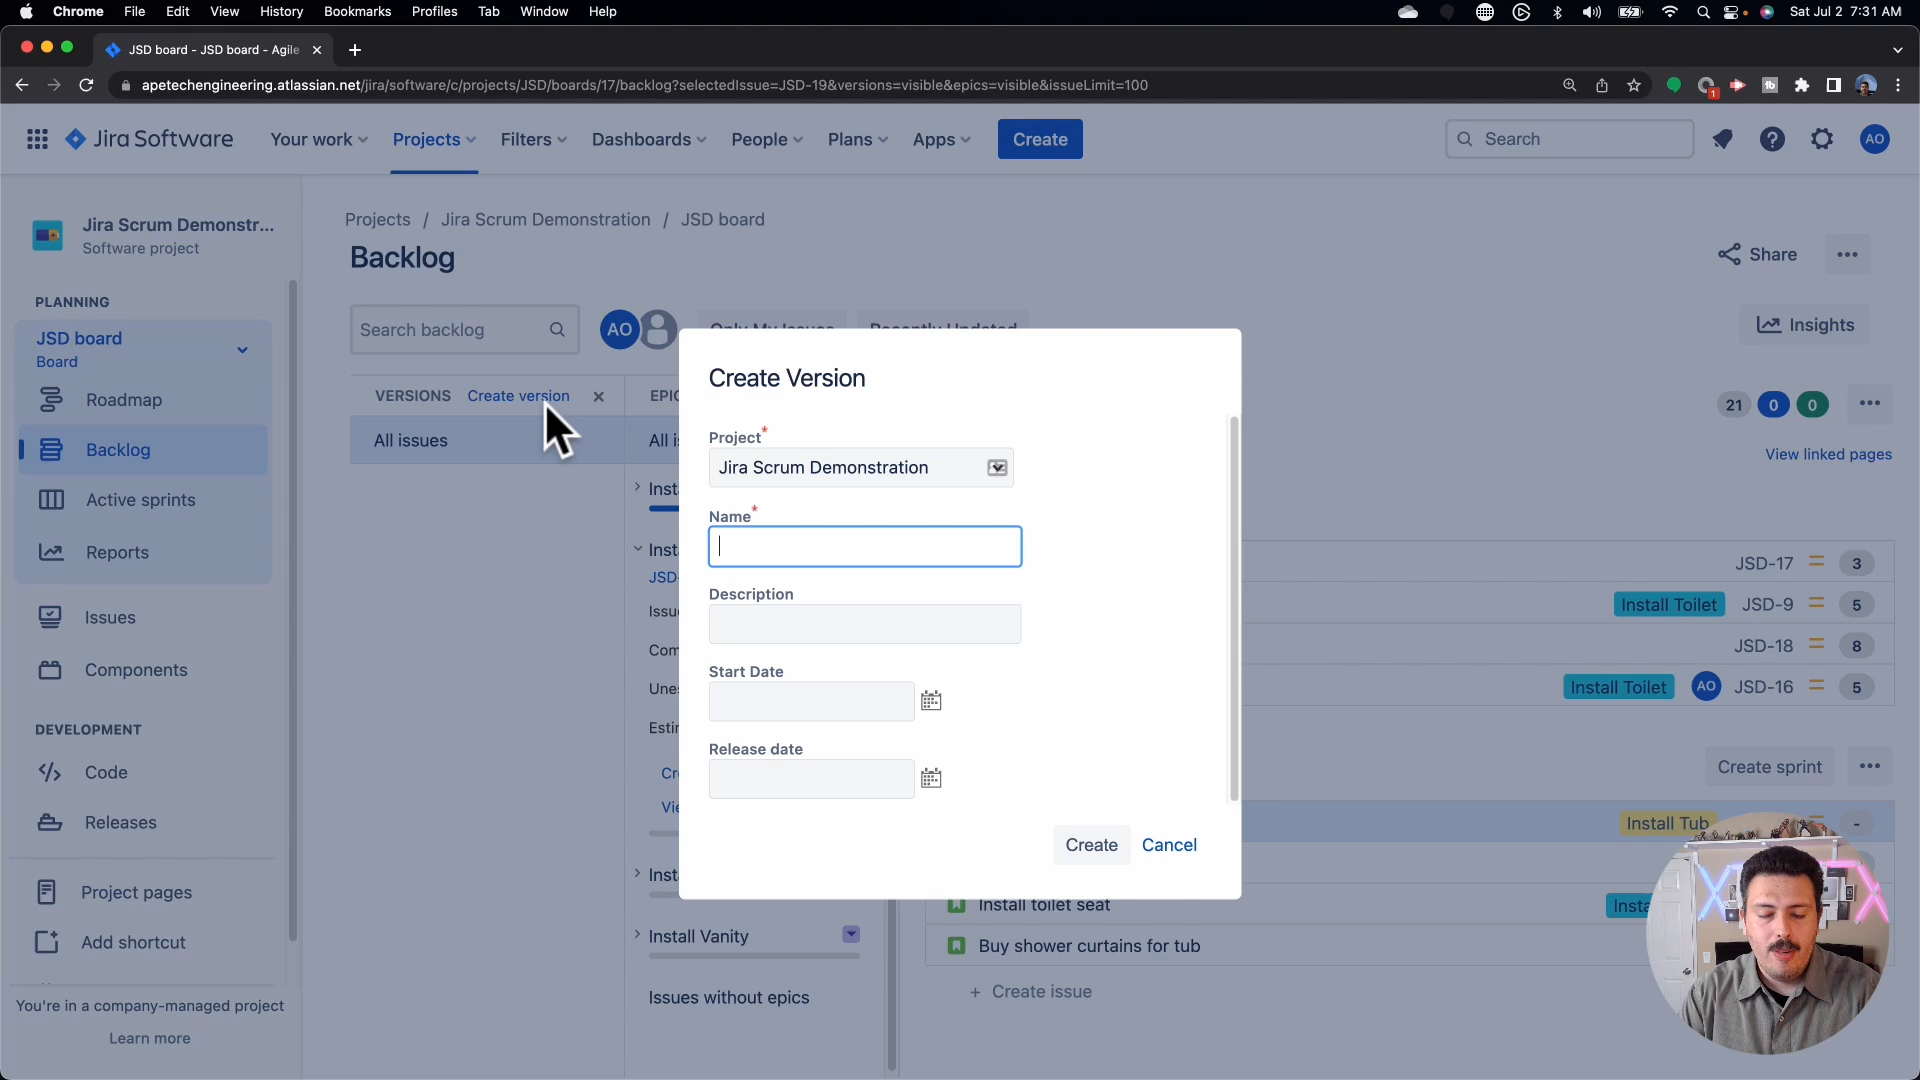 Chrome File Edit View History Bookmarks Profiles Tab Window Help Sat Jul 2 7:31 AM
JSD board - JSD board - Agile
apetechengineering.atlassian.net/jira/software/c/projects/JSD/boards/17/backlog?selectedIssue=JSD-19&versions=visible&epics=visible&issueLimit=100
1
Jira Software Your work Projects Filters Dashboards People Plans Apps Create Search AO
Jira Scrum Demonstr...
Software project
PLANNING
JSD board
Board
Roadmap
Backlog
Active sprints
Reports
Issues
Components
DEVELOPMENT
Code
Releases
Project pages
Add shortcut
You're in a company-managed project
Learn more
Projects / Jira Scrum Demonstration / JSD board
Backlog
Share
Search backlog AO Only My Issues Recently Updated
Insights
VERSIONS Create version
All issues
EPIC
All i
Inst
Inst
JSD-
Issu
Com
Une
Esti
Cr
Vie
Inst
Install Vanity
Issues without epics
Create Version
Project*
Jira Scrum Demonstration
Name*
Description
Start Date
Release date
Create Cancel
21 0 0
View linked pages
JSD-17 3
Install Toilet JSD-9 5
JSD-18 8
Install Toilet AO JSD-16 5
Create sprint
Install Tub -
Insta
Install toilet seat
Buy shower curtains for tub
+ Create issue